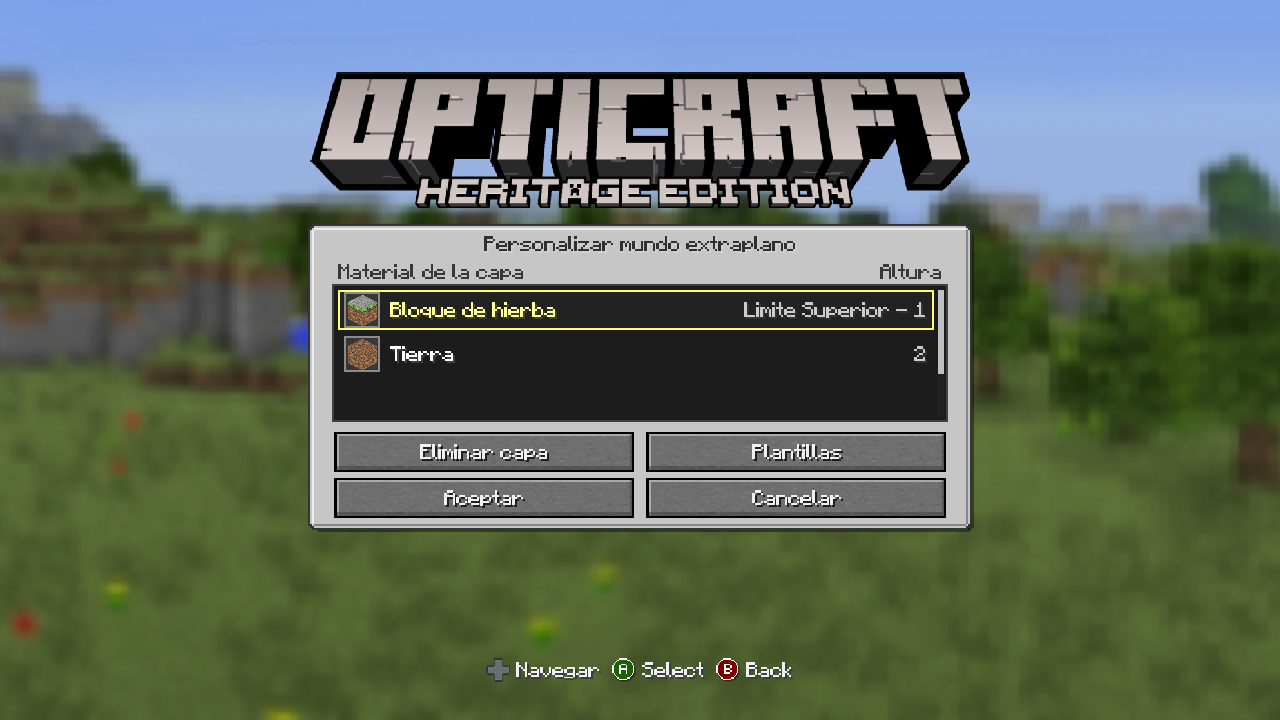 OPTICRAFT
HERITAGE EDITION
Personalizar mundo extraplano
Material de la capa Altura
Bloque de hierba Limite Superior - 1
Tierra 2
Eliminar capa Plantillas
Aceptar Cancelar
Navegar A Select B Back